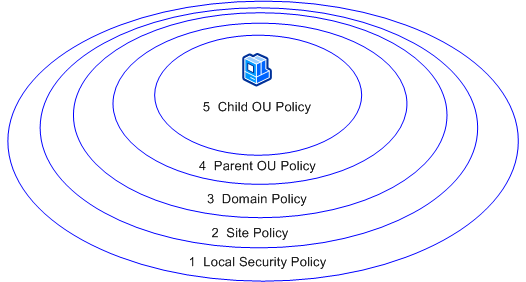 5 Child OU Policy
4 Parent OU Policy
3 Domain Policy
2 Site Policy
1 Local Security Policy